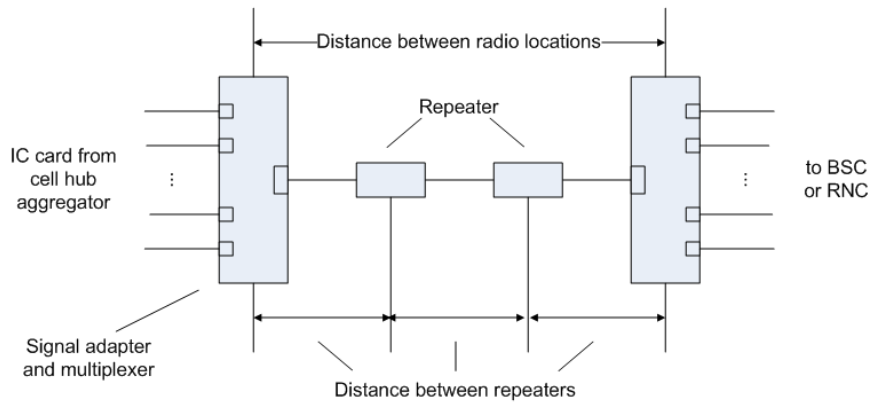 Distance between radio locations
Repeater
IC card from
cell hub
aggregator
...
...
to BSC
or RNC
Signal adapter
and multiplexer
Distance between repeaters